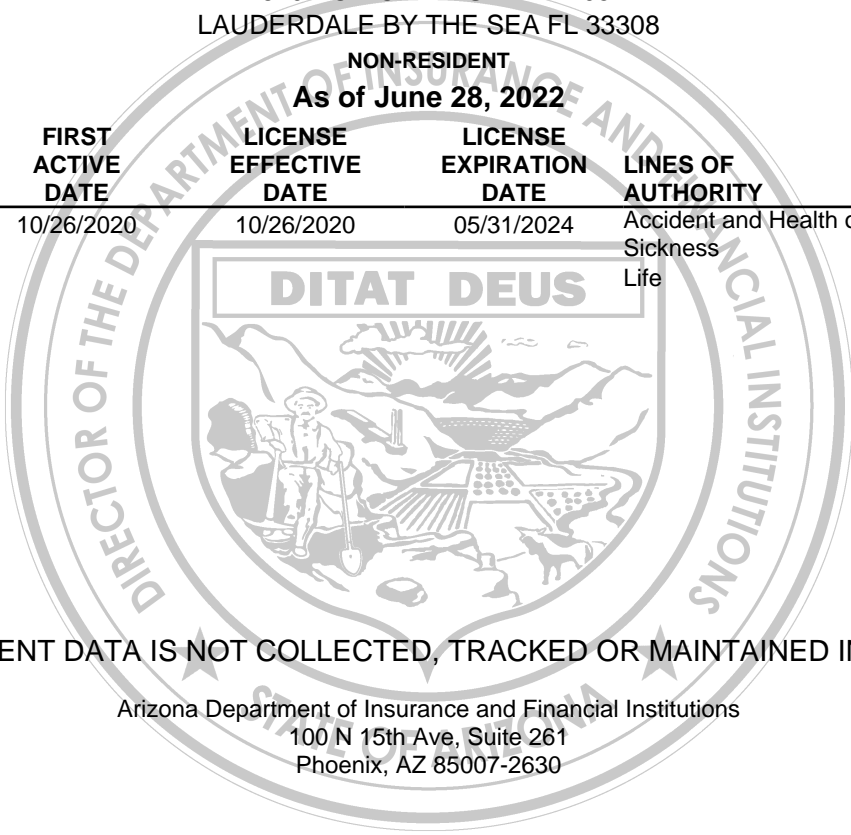 LAUDERDALE BY THE SEA FL 33308
NON-RESIDENT
As of June 28, 2022
FIRST ACTIVE DATE
LICENSE EFFECTIVE DATE
LICENSE EXPIRATION DATE
LINES OF AUTHORITY
10/26/2020
10/26/2020
05/31/2024
Accident and Health
Sickness
Life
DIRECTOR OF THE DEPARTMENT OF INSURANCE AND FINANCIAL INSTITUTIONS
DITAT DEUS
DATA IS NOT COLLECTED, TRACKED OR MAINTAINED
Arizona Department of Insurance and Financial Institutions
100 N 15th Ave, Suite 261
Phoenix, AZ 85007-2630
STATE OF ARIZONA